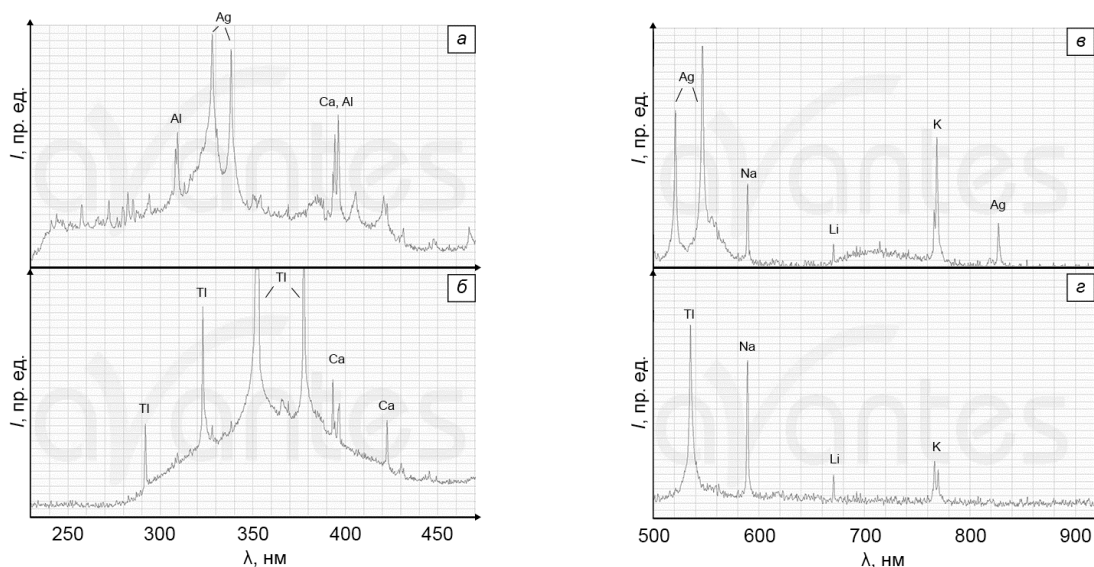 Ag
а
Al
Ca, Al
I, пр. ед.
avantes
Tl
б
Tl
Ca
Tl
Ca
I, пр. ед.
avantes
230 300 350 400 450
λ, нм
в
Ag
K
Na
Ag
Li
I, пр. ед.
avantes
г
Tl
Na
K
Li
I, пр. ед.
avantes
500 600 700 800 900
λ, нм